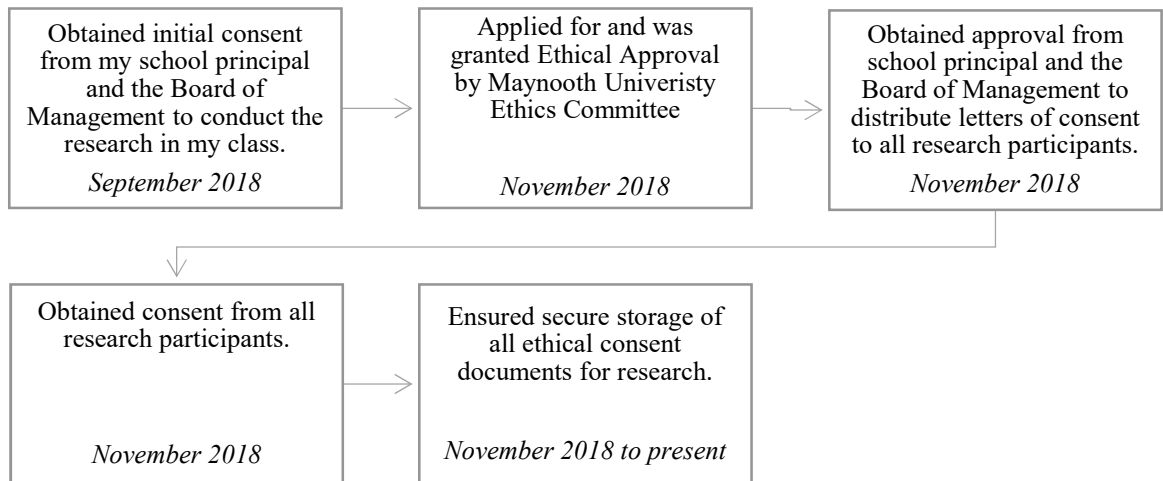 Obtained initial consent
from my school principal
and the Board of
Management to conduct the
research in my class.
September 2018
Applied for and was
granted Ethical Approval
by Maynooth Univeristy
Ethics Committee
November 2018
Obtained approval from
school principal and the
Board of Management to
distribute letters of consent
to all research participants.
November 2018
Obtained consent from all
research participants.
November 2018
Ensured secure storage of
all ethical consent
documents for research.
November 2018 to present